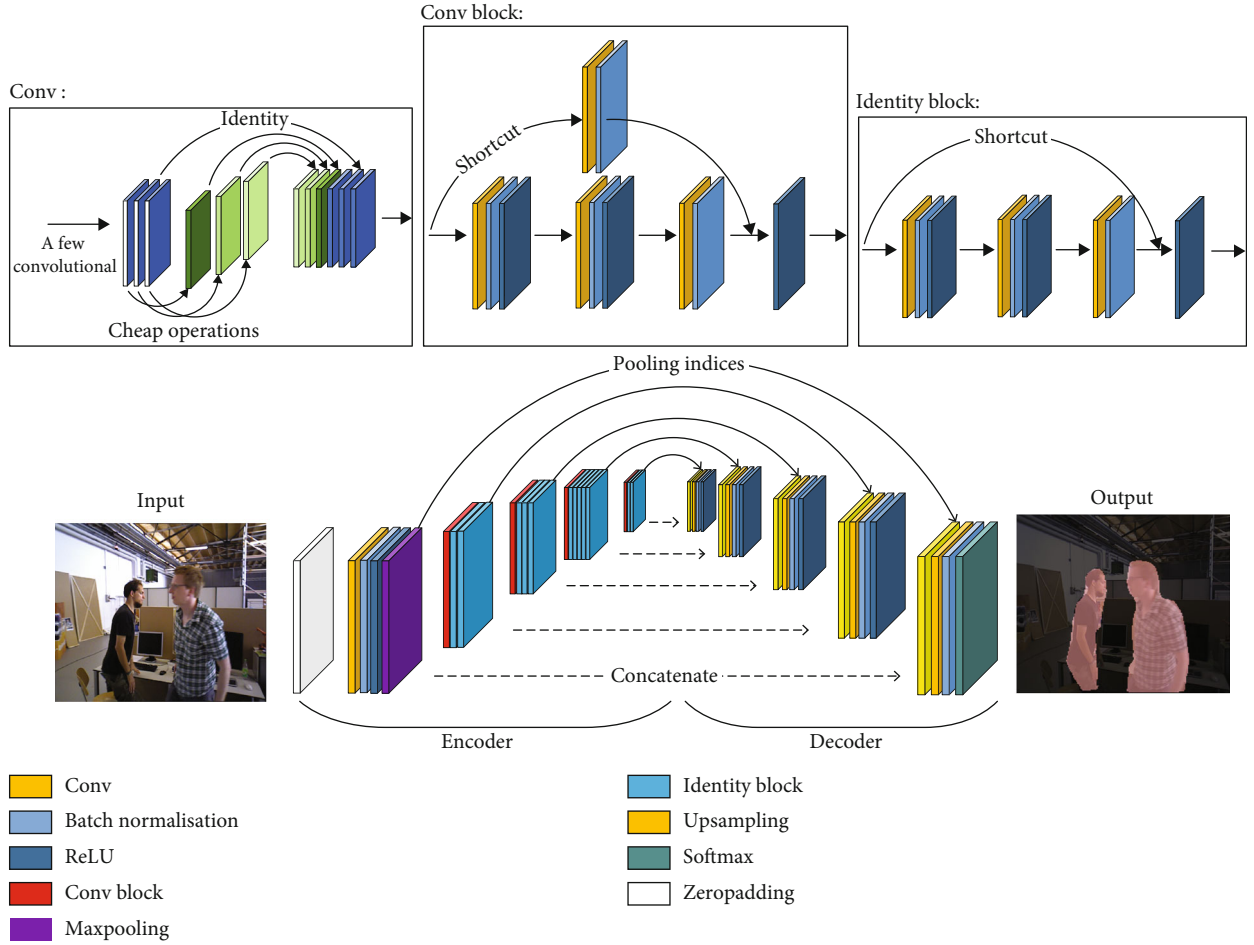 Conv block:
Conv :
Identity block:
Identity
Shortcut
Shortcut
A few
convolutional
Cheap operations
Pooling indices
Input
Output
Concatenate
Encoder
Decoder
Conv
Batch normalisation
ReLU
Conv block
Maxpooling
Identity block
Upsampling
Softmax
Zeropadding